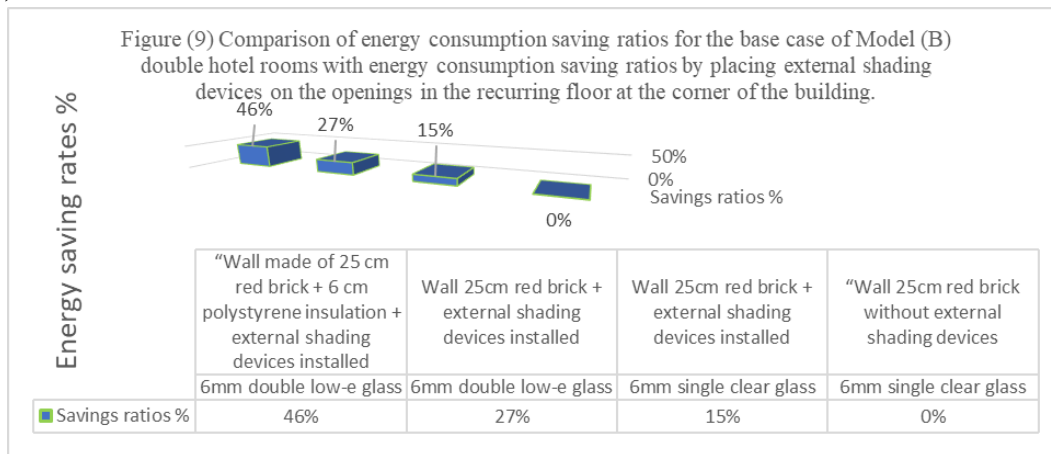 Figure (9) Comparison of energy consumption saving ratios for the base case of Model (B)
double hotel rooms with energy consumption saving ratios by placing external shading
devices on the openings in the recurring floor at the corner of the building.
Energy saving rates %
46%
27%
15%
0%
50%
0%
Savings ratios %
“Wall made of 25 cm
red brick + 6 cm
polystyrene insulation +
external shading
devices installed
Wall 25cm red brick +
external shading
devices installed
Wall 25cm red brick +
external shading
devices installed
“Wall 25cm red brick
without external
shading devices
6mm double low-e glass
6mm double low-e glass
6mm single clear glass
6mm single clear glass
Savings ratios %
46%
27%
15%
0%